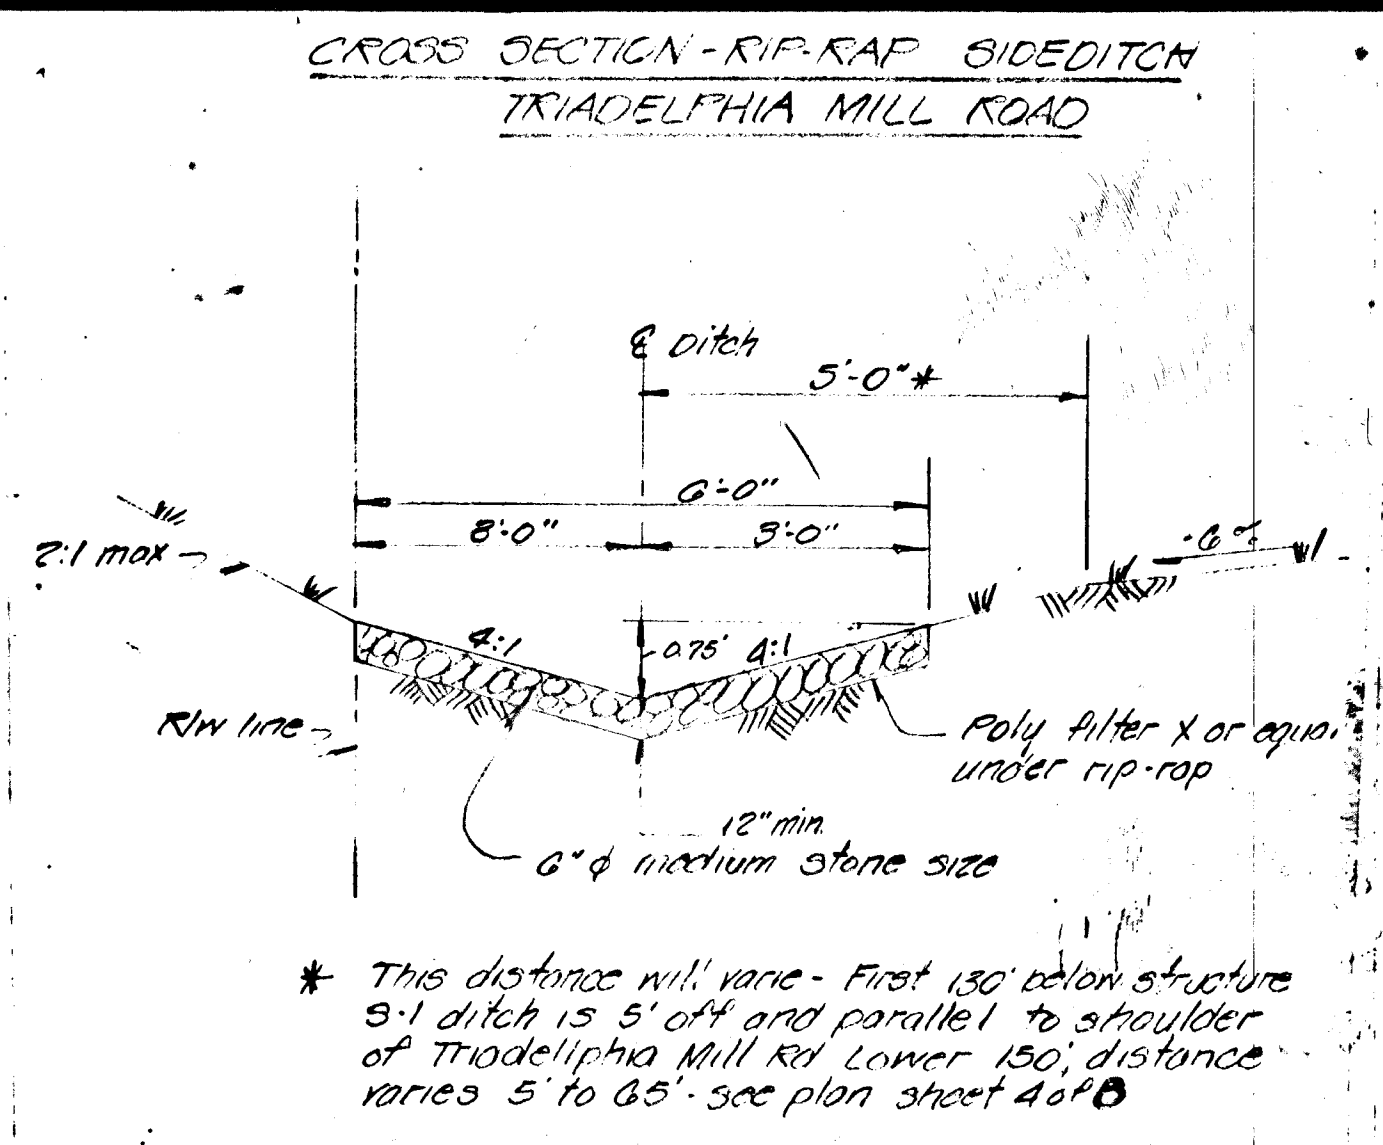 CROSS SECTION - RIP-RAP SIDEDITCH
TRIADELPHIA MILL ROAD
℄ Ditch
5'-0" *
6'-0"
3'-0"
3'-0"
2:1 max
6%
4:1
0.75'
4:1
R/W line
Poly filter X or equal
under rip-rap
12" min.
6" ϕ medium stone size
* This distance will varie - First 130' below structure
S-1 ditch is 5' off and parallel to shoulder
of Triadeliphia Mill Rd Lower 150', distance
varies 5' to 65' - see plan sheet 4 of 8